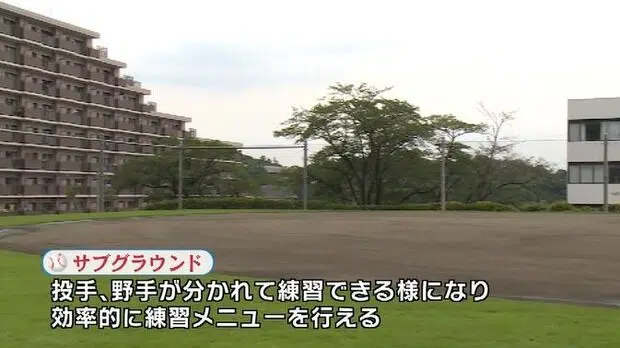 サブグラウンド
投手、野手が分かれて練習できる様になり
効率的に練習メニューを行える